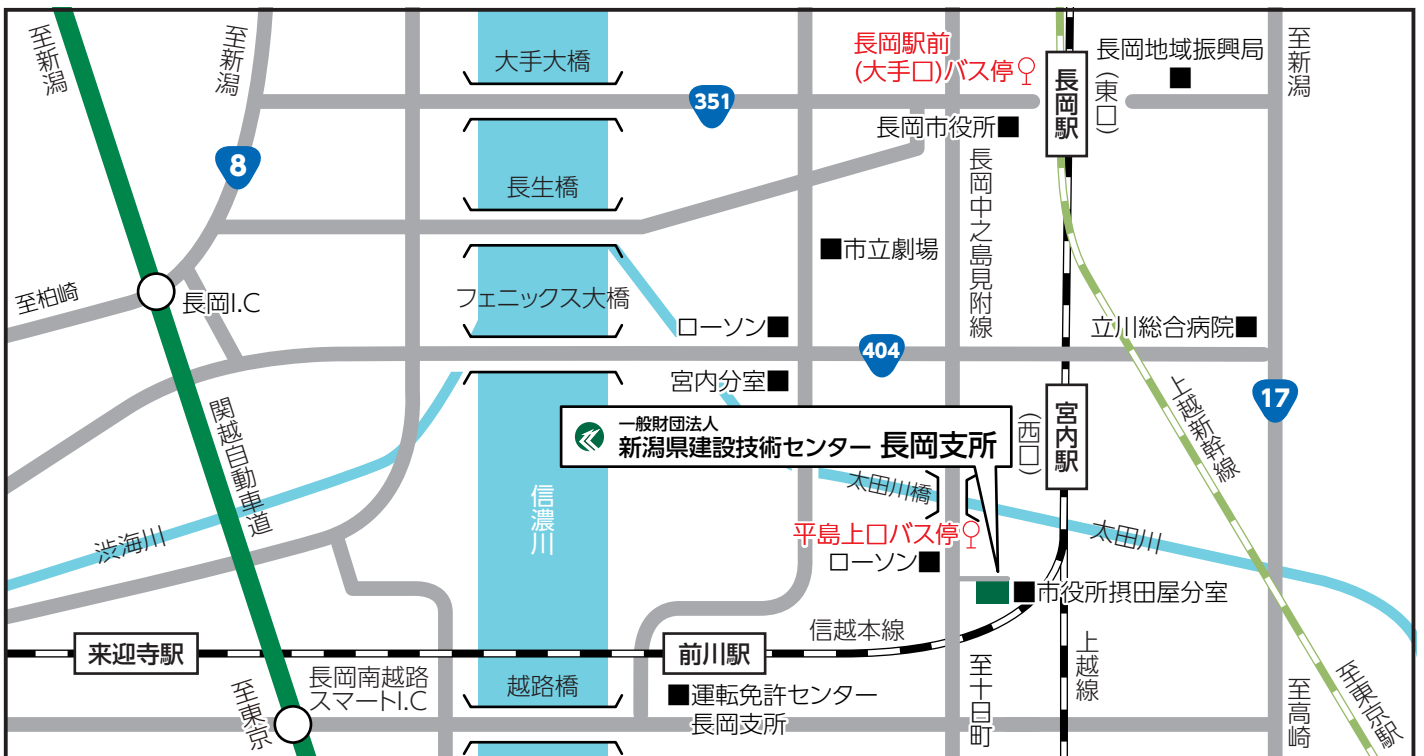 至新潟
至新潟
大手大橋
長岡駅前
(大手口)バス停
長岡地域振興局
至新潟
長岡駅
(東口)
351
長岡市役所
8
長生橋
長岡中之島見附線
市立劇場
至柏崎
長岡I.C
フェニックス大橋
ローソン
404
立川総合病院
宮内分室
17
上越新幹線
関越自動車道
一般財団法人
新潟県建設技術センター 長岡支所
(西口)
宮内駅
信濃川
太田川橋
渋海川
平島上口バス停
太田川
ローソン
市役所摂田屋分室
信越本線
来迎寺駅
前川駅
上越線
長岡南越路
スマートI.C
越路橋
至東京
運転免許センター
長岡支所
至十日町
至高崎
至東京駅